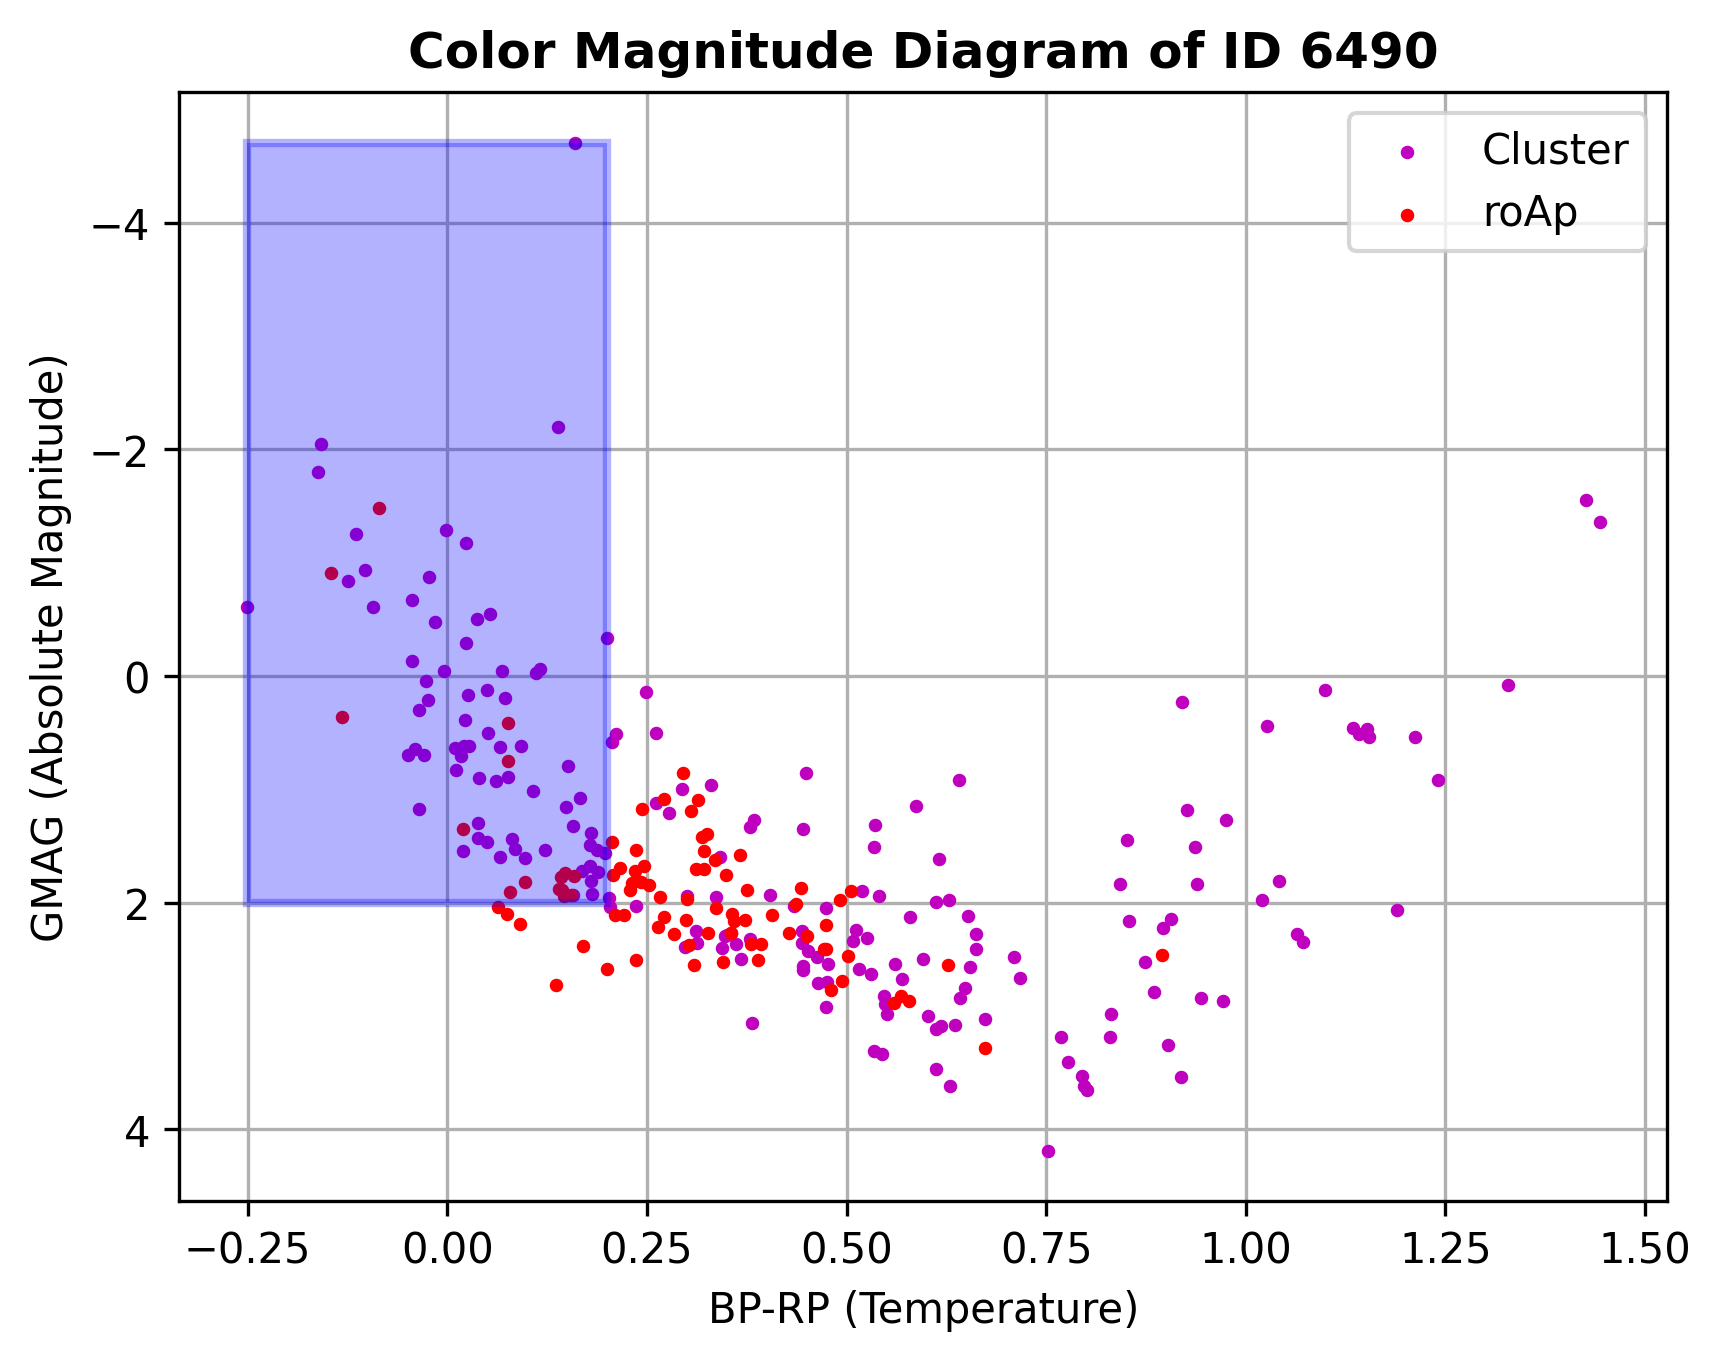 Color Magnitude Diagram of ID 6490
Cluster
roAp
GMAG (Absolute Magnitude)
−4
−2
0
2
4
−0.25 0.00 0.25 0.50 0.75 1.00 1.25 1.50
BP-RP (Temperature)